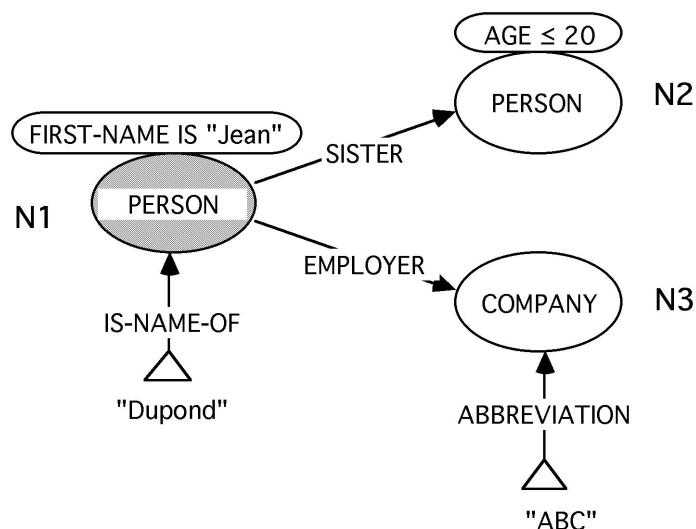 AGE ≤ 20
PERSON
N2
FIRST-NAME IS "Jean"
SISTER
PERSON
N1
EMPLOYER
COMPANY
N3
IS-NAME-OF
"Dupond"
ABBREVIATION
"ABC"